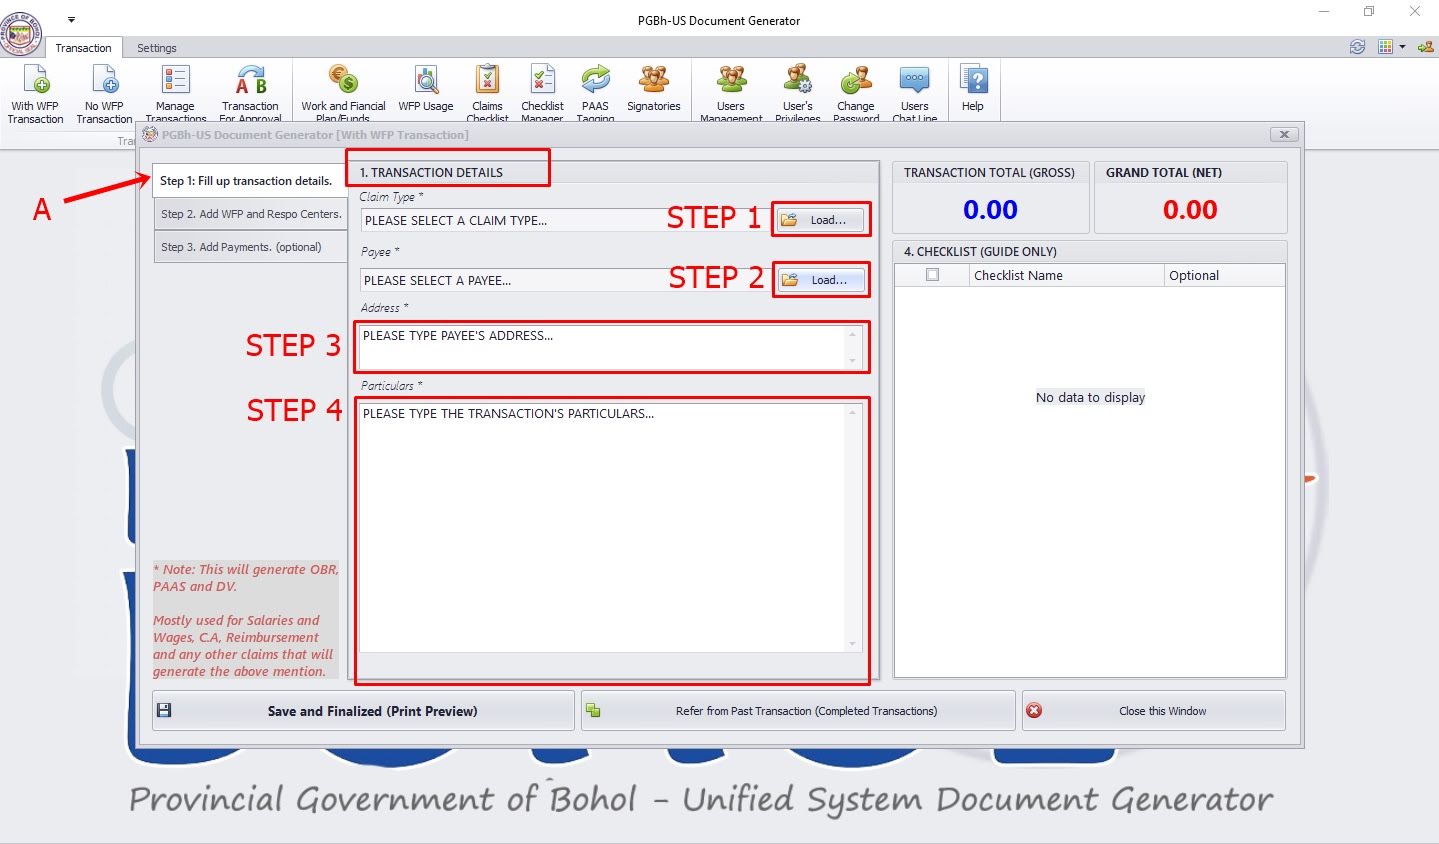 PGBh-US Document Generator
Transaction
Settings
With WFP
Transaction
No WFP
Transaction
Manage
Transactions
Transaction
For Approval
Work and Fiancial
Plan/Funds
WFP Usage
Claims
Checklist
Checklist
Manager
PAAS
Tagging
Signatories
Users
Management
User's
Privileges
Change
Password
Users
Chat Line
Help
PGBh-US Document Generator [With WFP Transaction]
A
Step 1: Fill up transaction details.
Step 2. Add WFP and Respo Centers.
Step 3. Add Payments. (optional)
1. TRANSACTION DETAILS
Claim Type *
PLEASE SELECT A CLAIM TYPE...
STEP 1
Load...
Payee *
PLEASE SELECT A PAYEE...
STEP 2
Load...
Address *
STEP 3
PLEASE TYPE PAYEE'S ADDRESS...
Particulars *
STEP 4
PLEASE TYPE THE TRANSACTION'S PARTICULARS...
TRANSACTION TOTAL (GROSS)
0.00
GRAND TOTAL (NET)
0.00
4. CHECKLIST (GUIDE ONLY)
Checklist Name
Optional
No data to display
* Note: This will generate OBR,
PAAS and DV.
Mostly used for Salaries and
Wages, C.A, Reimbursement
and any other claims that will
generate the above mention.
Save and Finalized (Print Preview)
Refer from Past Transaction (Completed Transactions)
Close this Window
Provincial Government of Bohol - Unified System Document Generator